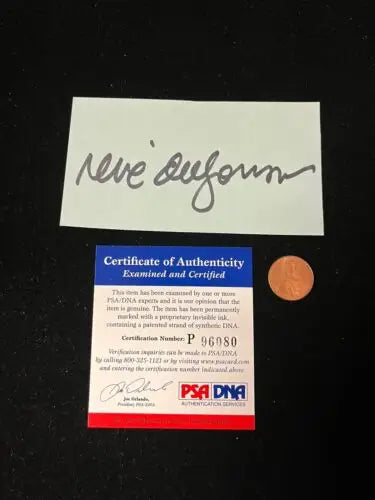 rené
Certificate of Authenticity
Examined and Certified
This item has been examined by one or more
PSA/DNA experts and it is our opinion that the
item is genuine. The item has been permanently
marked with a proprietary invisible ink,
containing a patented strand of synthetic DNA.
Certification Number: P 96080
Verification inquiries can be made to PSA/DNA
by calling 800-325-1121 or by visiting www.psacard.com
and entering the certification number indicated above.
Joe Orlando,
President, PSA/DNA
PSA DNA
AUTHENTICATION SERVICES